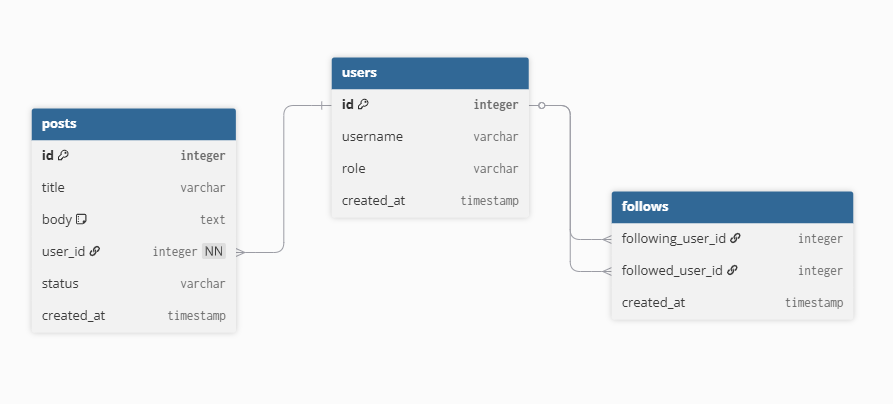 posts
id integer
title varchar
body text
user_id integer NN
status varchar
created_at timestamp
users
id integer
username varchar
role varchar
created_at timestamp
follows
following_user_id integer
followed_user_id integer
created_at timestamp